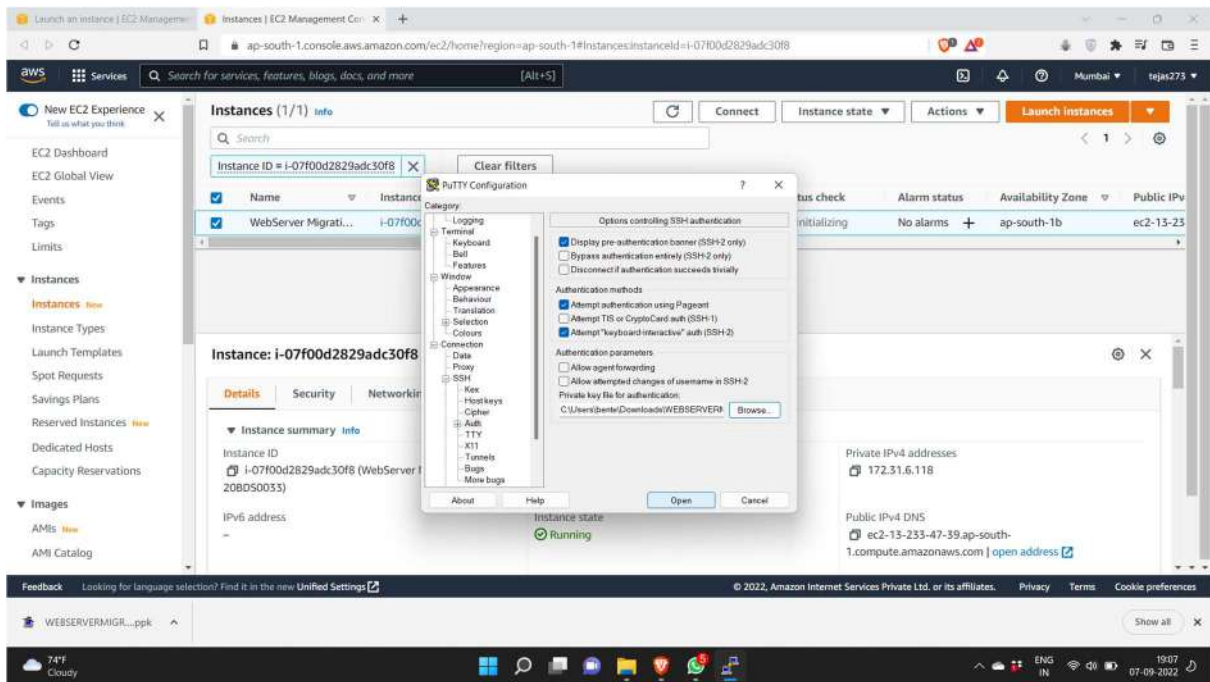 Launch an instance | EC2 Managemen
Instances | EC2 Management Con
ap-south-1.console.aws.amazon.com/ec2/home?region=ap-south-1#Instances:instanceId=i-07f00d2829adc30f8
aws
Services
Search for services, features, blogs, docs, and more
[Alt+S]
Mumbai
tejas273
New EC2 Experience
Tell us what you think
EC2 Dashboard
EC2 Global View
Events
Tags
Limits
Instances
Instances New
Instance Types
Launch Templates
Spot Requests
Savings Plans
Reserved Instances New
Dedicated Hosts
Capacity Reservations
Images
AMIs New
AMI Catalog
Instances (1/1) Info
Connect
Instance state
Actions
Launch instances
Search
1
Instance ID = i-07f00d2829adc30f8
Clear filters
Name
Instanc
tus check
Alarm status
Availability Zone
Public IPv
WebServer Migrati...
i-07f00c
initializing
No alarms
ap-south-1b
ec2-13-23
PuTTY Configuration
Category:
Logging
Terminal
Keyboard
Bell
Features
Window
Appearance
Behaviour
Translation
Selection
Colours
Connection
Data
Proxy
SSH
Kex
Host keys
Cipher
Auth
TTY
X11
Tunnels
Bugs
More bugs
Options controlling SSH authentication
Display pre-authentication banner (SSH-2 only)
Bypass authentication entirely (SSH-2 only)
Disconnect if authentication succeeds trivially
Authentication methods
Attempt authentication using Pageant
Attempt TIS or CryptoCard auth (SSH-1)
Attempt "keyboard-interactive" auth (SSH-2)
Authentication parameters
Allow agent forwarding
Allow attempted changes of username in SSH-2
Private key file for authentication:
C:\Users\bente\Downloads\WEBSERVERM
Browse...
About
Help
Open
Cancel
Instance: i-07f00d2829adc30f8
Details
Security
Networkin
Instance summary Info
Instance ID
i-07f00d2829adc30f8 (WebServer
20BDS0033)
Private IPv4 addresses
172.31.6.118
IPv6 address
–
Instance state
Running
Public IPv4 DNS
ec2-13-233-47-39.ap-south-
1.compute.amazonaws.com | open address
Feedback
Looking for language selection? Find it in the new Unified Settings
© 2022, Amazon Internet Services Private Ltd. or its affiliates.
Privacy
Terms
Cookie preferences
WEBSERVERMIGR....ppk
Show all
74°F
Cloudy
5
ENG
IN
19:07
07-09-2022